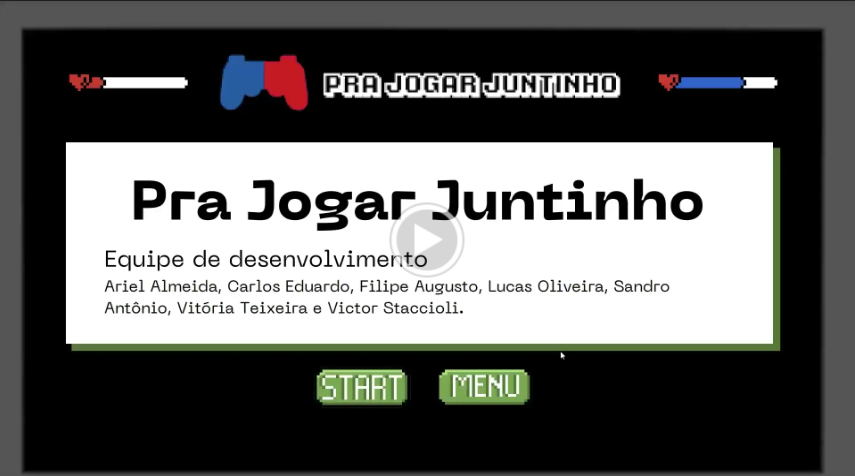 PRA JOGAR JUNTINHO
Pra Jogar Juntinho
Equipe de desenvolvimento
Ariel Almeida, Carlos Eduardo, Filipe Augusto, Lucas Oliveira, Sandro
Antônio, Vitória Teixeira e Victor Staccioli.
START MENU